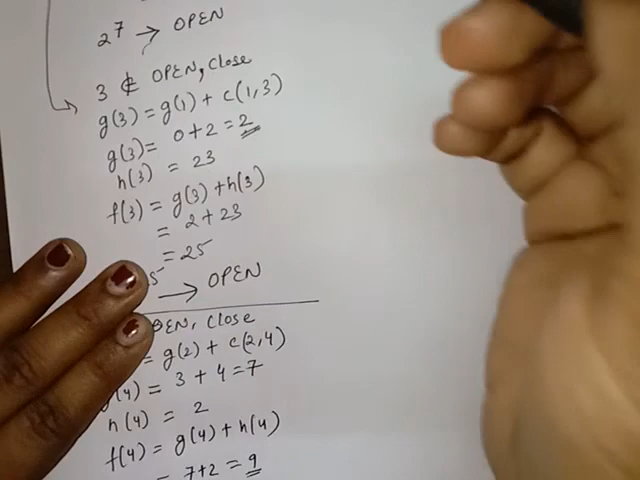 2⁷ → OPEN
3 ∉ OPEN, Close
g(3) = g(1) + c(1,3)
g(3) = 0 + 2 = 2
h(3) = 23
f(3) = g(3) + h(3)
= 2 + 23
= 25
5 → OPEN
OPEN, Close
= g(2) + c(2,4)
g(4) = 3 + 4 = 7
h(4) = 2
f(4) = g(4) + h(4)
= 7+2 = 9